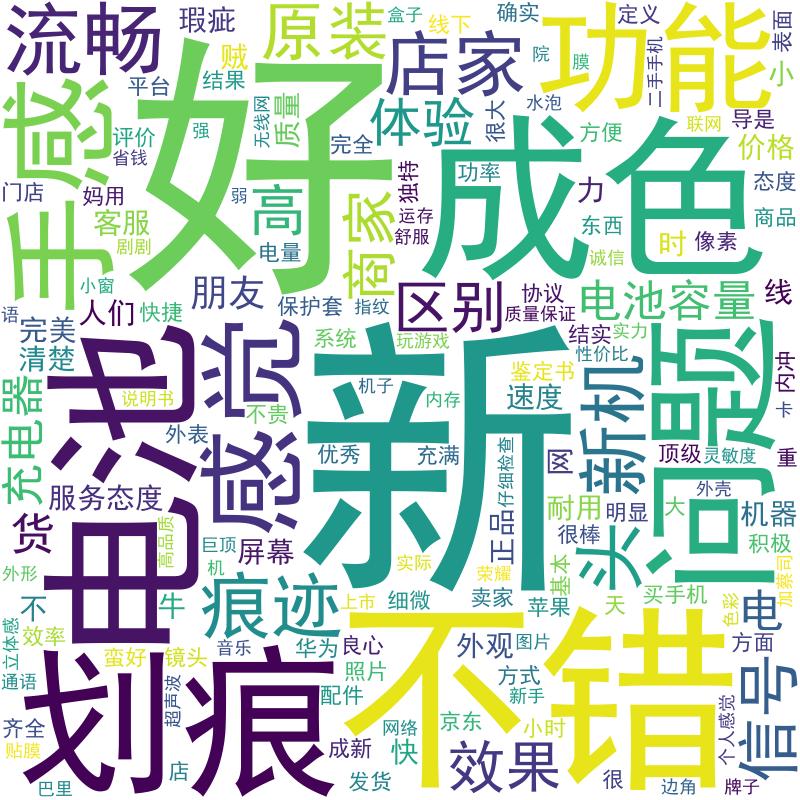 流畅
瑕疵
原装
盒子
线下
确实
功能
定义
表面
贼
店家
院
膜
二手手机
小
平台
结果
质量
无线网
体验
很大
水泡
手感
好
评价
强
省钱
完全
方便
联网
导是
价格
门店
妈用
弱
高
商家
独特
成色
功率
力
态度
客服
运存
东西
商品
剧剧
电量
舒服
诚信
时
像素
小窗
朋友
保护套
指纹
区别
协议
质量保证
电池容量
线
语
人们
快捷
完美
清楚
电池
感觉
系统
玩游戏
新
结实
实力
问题
性价比
内冲
说明书
机子
内存
鉴定书
新机
卡
充电器
不贵
速度
外表
优秀
充满
仔细检查
网
顶级
灵敏度
重
服务态度
外壳
货
高品质
巨顶
屏幕
正品
耐用
明显
大
机器
很棒
积极
外形
机
实际
荣耀
基本
头
加蔡司
不
牛
痕迹
上市
细微
卖家
苹果
天
买手机
色彩
电
通立体感
效率
蛮好
镜头
音乐
华为
良心
不错
外观
图片
方面
信号
通语
划痕
超声波
照片
配件
方式
新手
齐全
网络
京东
小时
个人感觉
贴膜
成新
快
效果
巴里
店
发货
很
边角
牌子